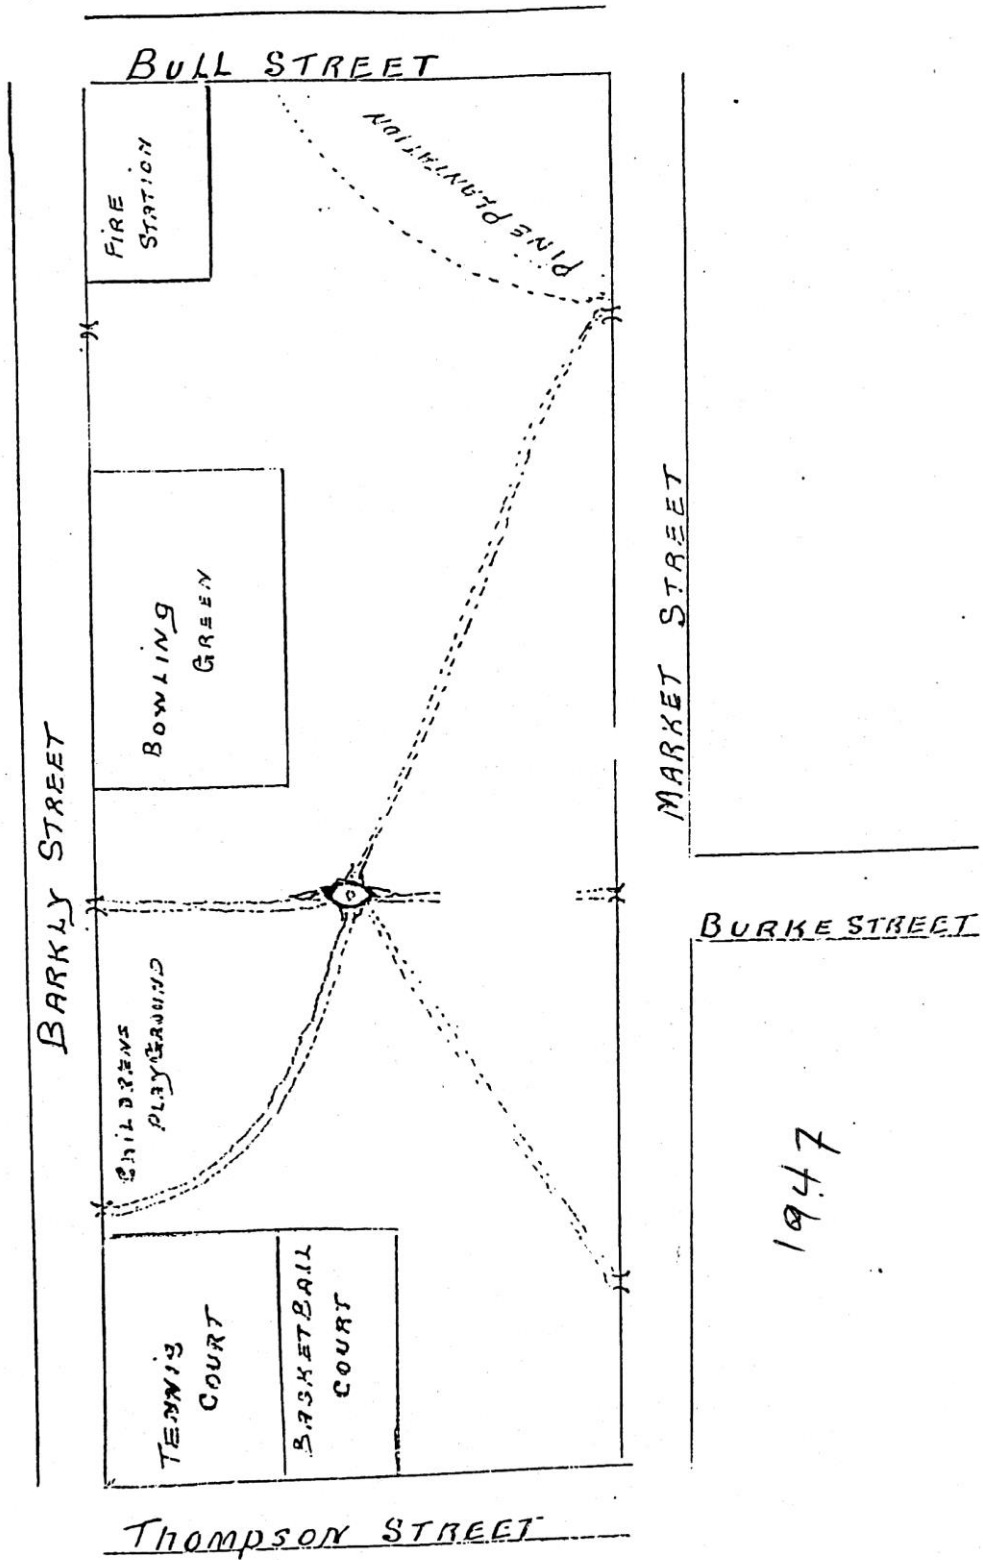 BULL STREET
FIRE
STATION
PINE PLANTATION
BOWLING
GREEN
BARKLY STREET
MARKET STREET
BURKE STREET
CHILDRENS
PLAYGROUND
TENNIS
COURT
BASKETBALL
COURT
1947
THOMPSON STREET